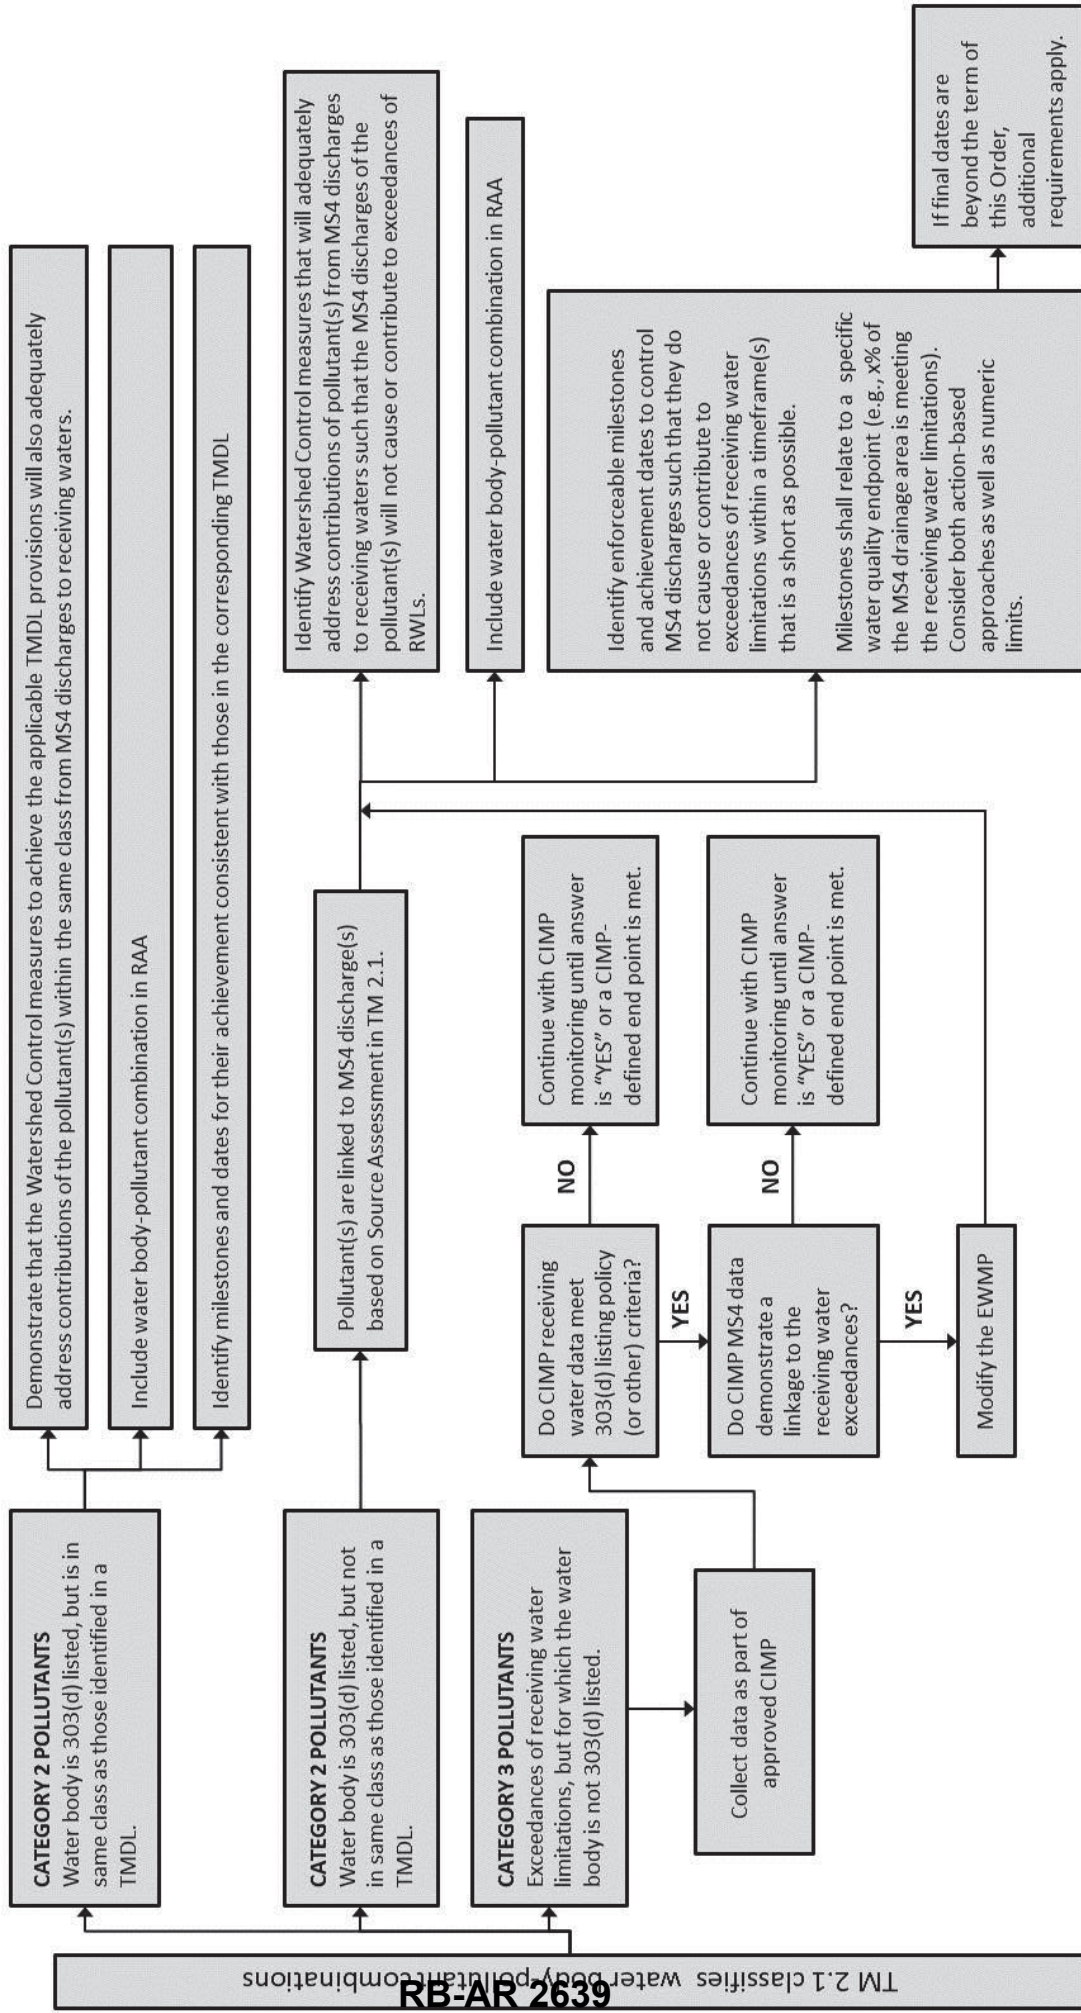 TM 2.1 classifies water body-pollutant combinations
CATEGORY 2 POLLUTANTS
Water body is 303(d) listed, but is in
same class as those identified in a
TMDL.
Demonstrate that the Watershed Control measures to achieve the applicable TMDL provisions will also adequately
address contributions of the pollutant(s) within the same class from MS4 discharges to receiving waters.
Include water body-pollutant combination in RAA
Identify milestones and dates for their achievement consistent with those in the corresponding TMDL
CATEGORY 2 POLLUTANTS
Water body is 303(d) listed, but not
in same class as those identified in a
TMDL.
Pollutant(s) are linked to MS4 discharge(s)
based on Source Assessment in TM 2.1.
Identify Watershed Control measures that will adequately
address contributions of pollutant(s) from MS4 discharges
to receiving waters such that the MS4 discharges of the
pollutant(s) will not cause or contribute to exceedances of
RWLs.
Include water body-pollutant combination in RAA
Identify enforceable milestones
and achievement dates to control
MS4 discharges such that they do
not cause or contribute to
exceedances of receiving water
limitations within a timeframe(s)
that is a short as possible.
Milestones shall relate to a specific
water quality endpoint (e.g., x% of
the MS4 drainage area is meeting
the receiving water limitations).
Consider both action-based
approaches as well as numeric
limits.
If final dates are
beyond the term of
this Order,
additional
requirements apply.
CATEGORY 3 POLLUTANTS
Exceedances of receiving water
limitations, but for which the water
body is not 303(d) listed.
Collect data as part of
approved CIMP
Do CIMP receiving
water data meet
303(d) listing policy
(or other) criteria?
NO
Continue with CIMP
monitoring until answer
is "YES" or a CIMP-
defined end point is met.
YES
Do CIMP MS4 data
demonstrate a
linkage to the
receiving water
exceedances?
NO
Continue with CIMP
monitoring until answer
is "YES" or a CIMP-
defined end point is met.
YES
Modify the EWMP
RB-AR 2639